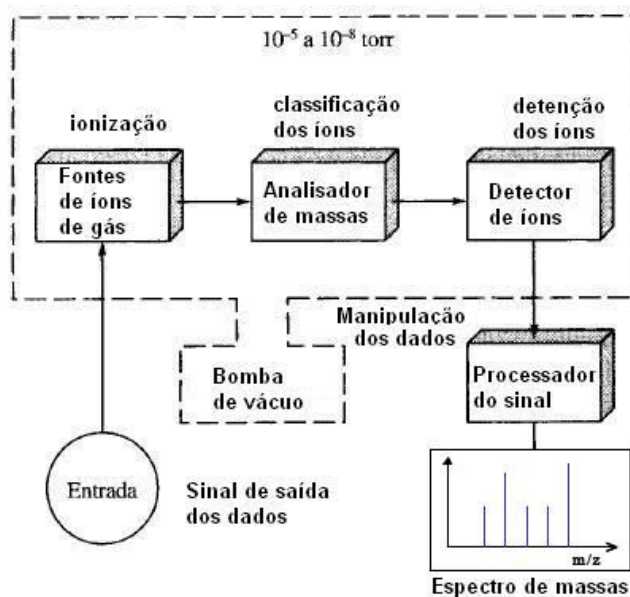 10⁻⁵ a 10⁻⁸ torr
ionização
classificação
dos íons
detenção
dos íons
Fontes
de íons
de gás
Analisador
de massas
Detector
de íons
Manipulação
dos dados
Bomba
de vácuo
Processador
do sinal
Entrada
Sinal de saída
dos dados
m/z
Espectro de massas